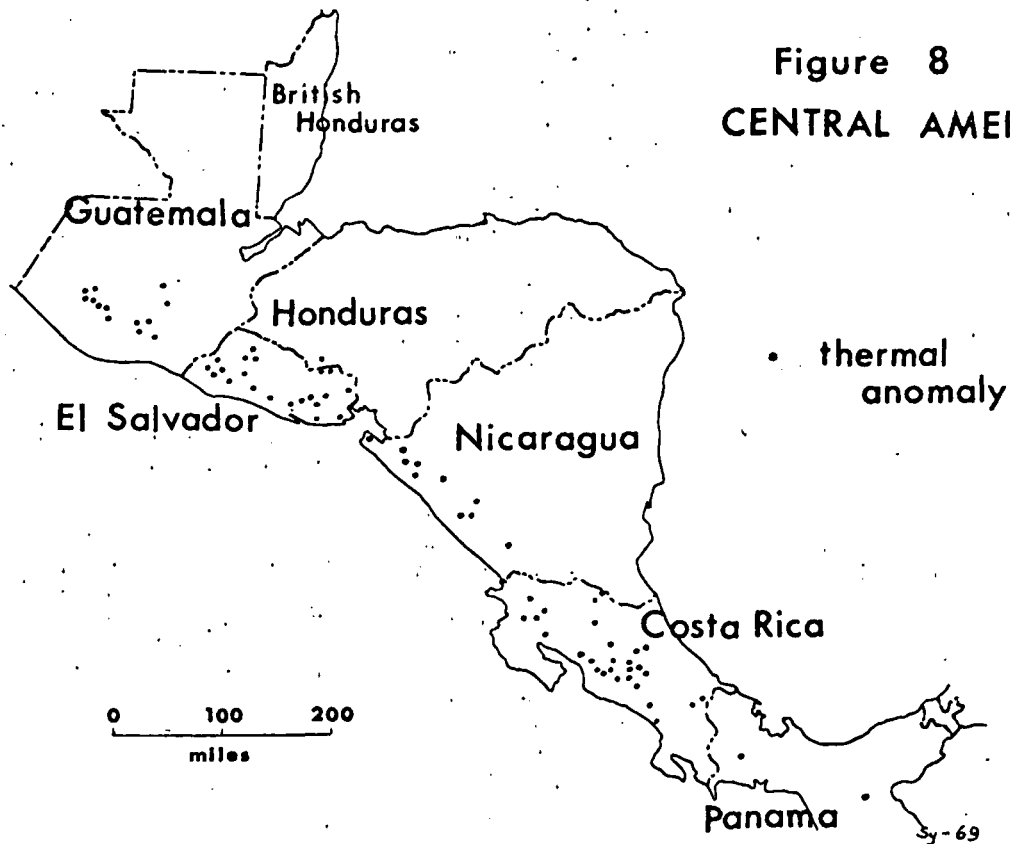 Figure 8
CENTRAL AMEI
British
Honduras
Guatemala
Honduras
• thermal
anomaly
El Salvador
Nicaragua
Costa Rica
0 100 200
miles
Panama
Sy-69